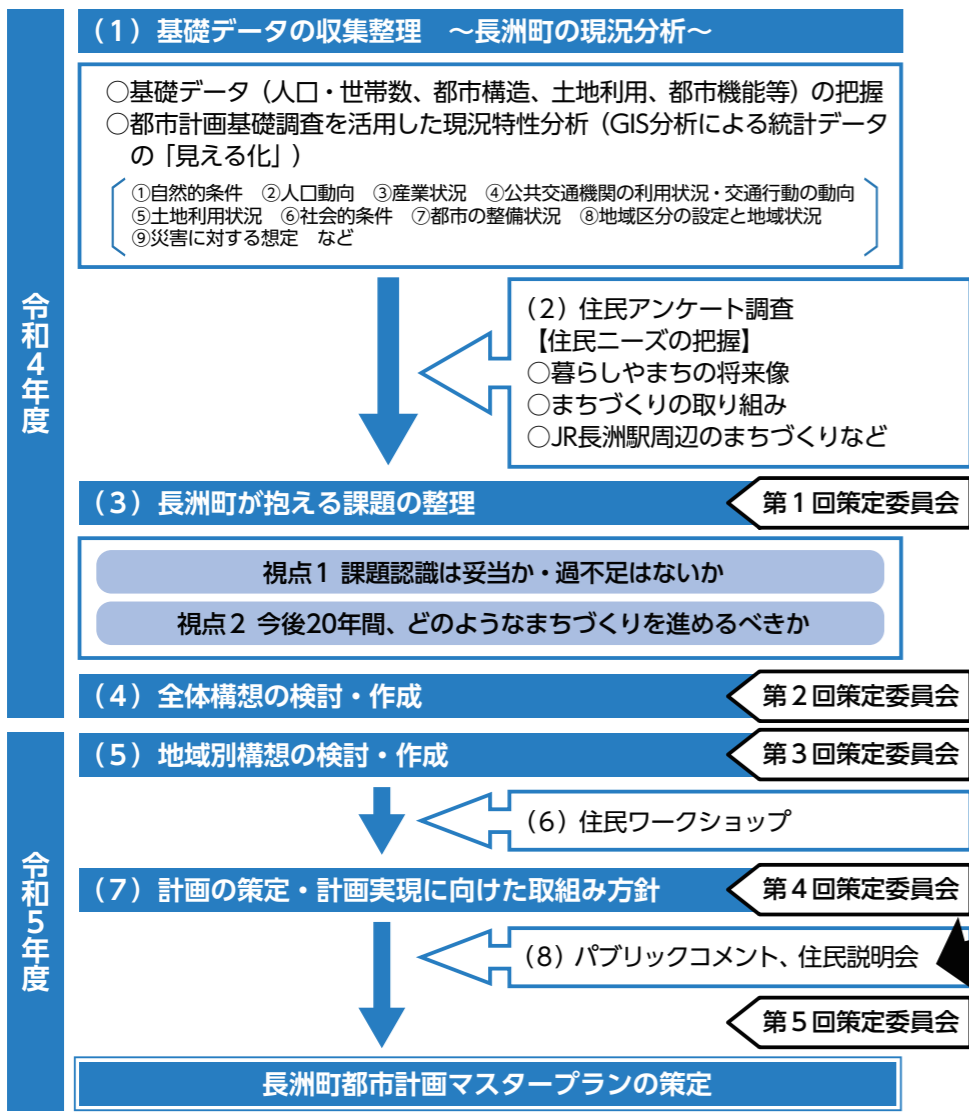 令和4年度
(1)基礎データの収集整理 ～長洲町の現況分析～
○基礎データ(人口・世帯数、都市構造、土地利用、都市機能等)の把握
○都市計画基礎調査を活用した現況特性分析(GIS分析による統計データ
の「見える化」)
①自然的条件 ②人口動向 ③産業状況 ④公共交通機関の利用状況・交通行動の動向
⑤土地利用状況 ⑥社会的条件 ⑦都市の整備状況 ⑧地域区分の設定と地域状況
⑨災害に対する想定 など
(2)住民アンケート調査
【住民ニーズの把握】
○暮らしやまちの将来像
○まちづくりの取り組み
○JR長洲駅周辺のまちづくりなど
(3)長洲町が抱える課題の整理
第1回策定委員会
視点1 課題認識は妥当か・過不足はないか
視点2 今後20年間、どのようなまちづくりを進めるべきか
(4)全体構想の検討・作成
第2回策定委員会
令和5年度
(5)地域別構想の検討・作成
第3回策定委員会
(6)住民ワークショップ
(7)計画の策定・計画実現に向けた取組み方針
第4回策定委員会
(8)パブリックコメント、住民説明会
第5回策定委員会
長洲町都市計画マスタープランの策定